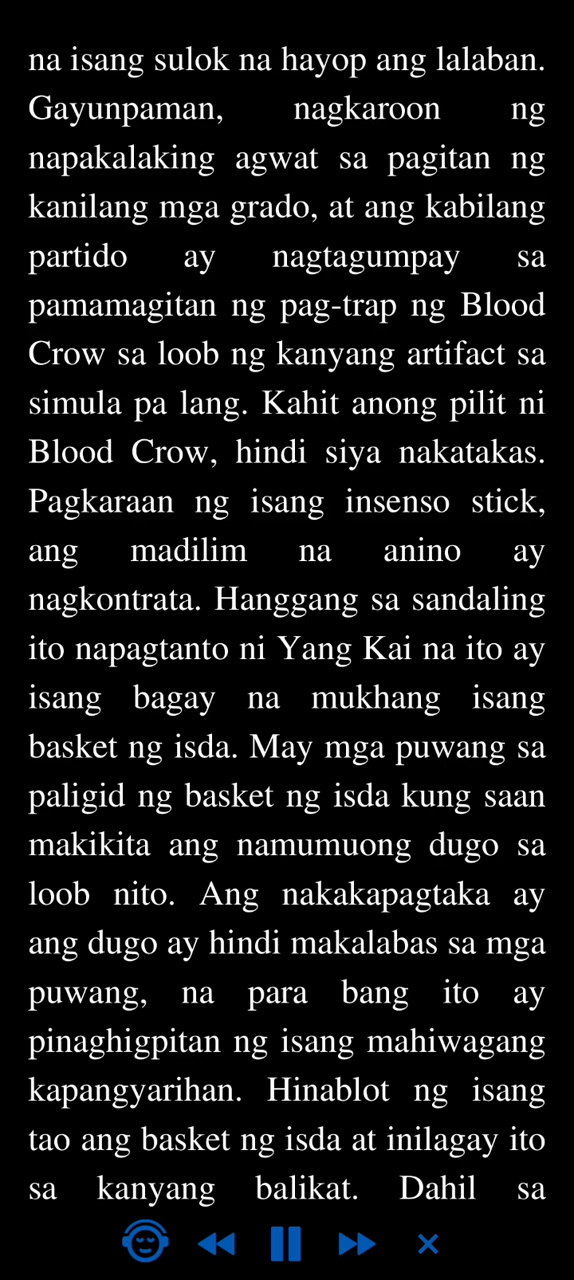 na isang sulok na hayop ang lalaban.
Gayunpaman, nagkaroon ng
napakalaking agwat sa pagitan ng
kanilang mga grado, at ang kabilang
partido ay nagtagumpay sa
pamamagitan ng pag-trap ng Blood
Crow sa loob ng kanyang artifact sa
simula pa lang. Kahit anong pilit ni
Blood Crow, hindi siya nakatakas.
Pagkaraan ng isang insenso stick,
ang madilim na anino ay
nagkontrata. Hanggang sa sandaling
ito napagtanto ni Yang Kai na ito ay
isang bagay na mukhang isang
basket ng isda. May mga puwang sa
paligid ng basket ng isda kung saan
makikita ang namumuong dugo sa
loob nito. Ang nakakapagtaka ay
ang dugo ay hindi makalabas sa mga
puwang, na para bang ito ay
pinaghigpitan ng isang mahiwagang
kapangyarihan. Hinablot ng isang
tao ang basket ng isda at inilagay ito
sa kanyang balikat. Dahil sa